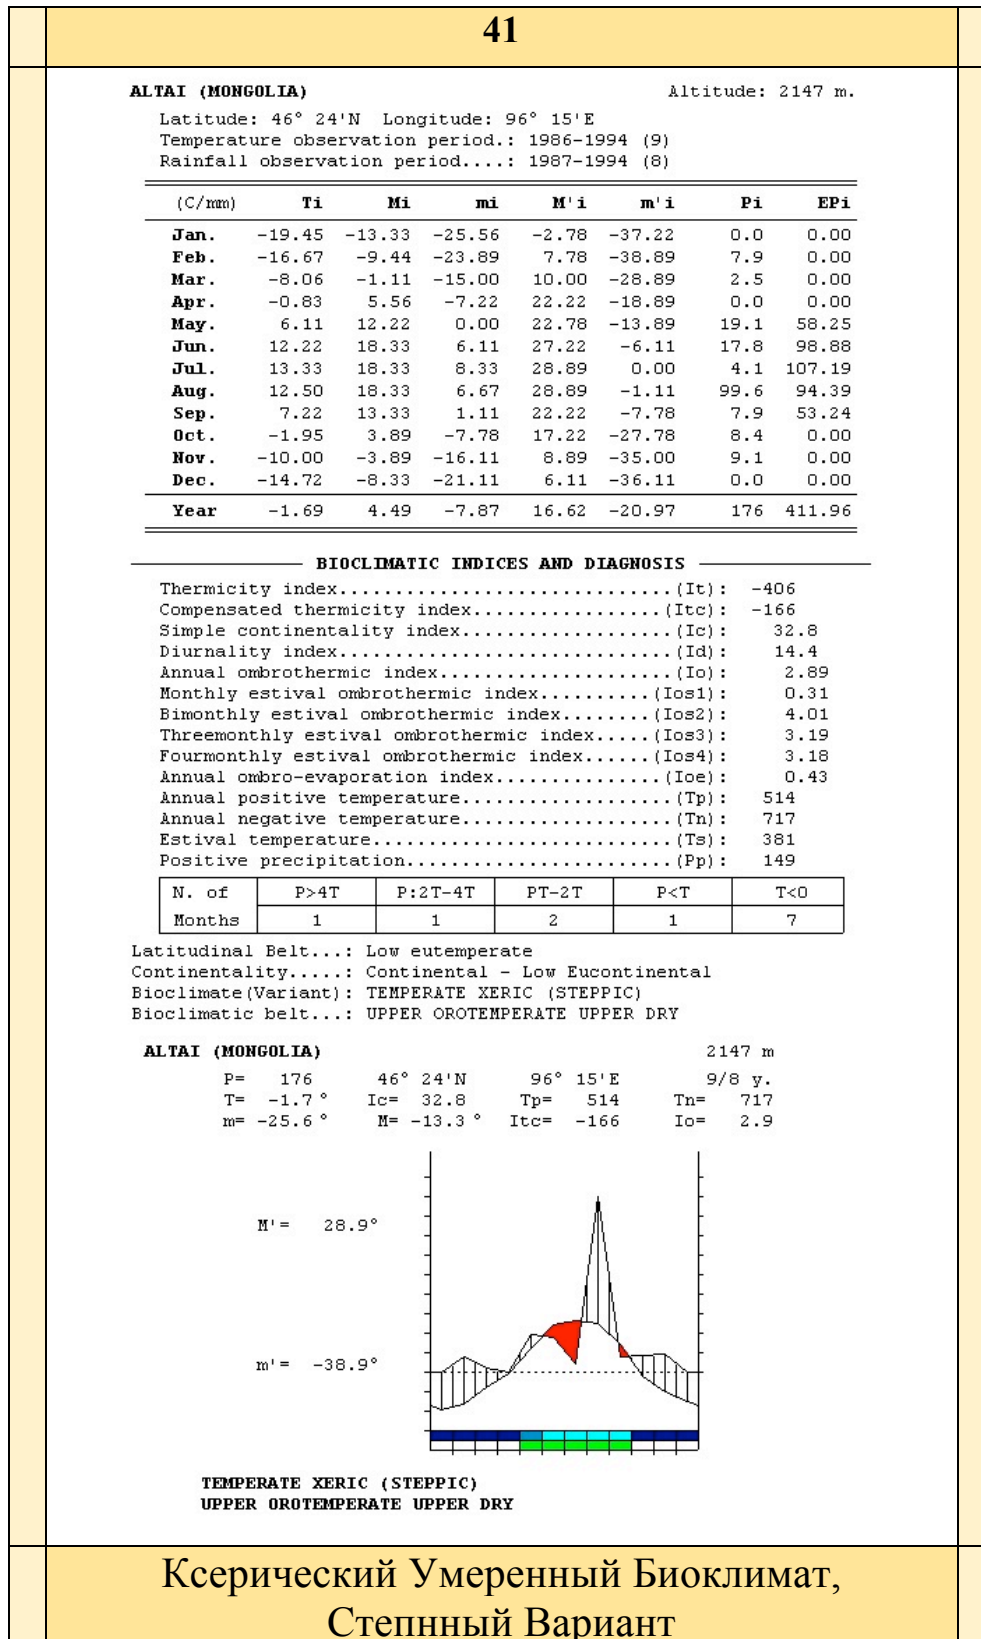 41
ALTAI (MONGOLIA) Altitude: 2147 m.
Latitude: 46° 24'N Longitude: 96° 15'E
Temperature observation period.: 1986-1994 (9)
Rainfall observation period....: 1987-1994 (8)
(C/mm) Ti Mi mi M'i m'i Pi EPi
Jan. -19.45 -13.33 -25.56 -2.78 -37.22 0.0 0.00
Feb. -16.67 -9.44 -23.89 7.78 -38.89 7.9 0.00
Mar. -8.06 -1.11 -15.00 10.00 -28.89 2.5 0.00
Apr. -0.83 5.56 -7.22 22.22 -18.89 0.0 0.00
May. 6.11 12.22 0.00 22.78 -13.89 19.1 58.25
Jun. 12.22 18.33 6.11 27.22 -6.11 17.8 98.88
Jul. 13.33 18.33 8.33 28.89 0.00 4.1 107.19
Aug. 12.50 18.33 6.67 28.89 -1.11 99.6 94.39
Sep. 7.22 13.33 1.11 22.22 -7.78 7.9 53.24
Oct. -1.95 3.89 -7.78 17.22 -27.78 8.4 0.00
Nov. -10.00 -3.89 -16.11 8.89 -35.00 9.1 0.00
Dec. -14.72 -8.33 -21.11 6.11 -36.11 0.0 0.00
Year -1.69 4.49 -7.87 16.62 -20.97 176 411.96
BIOCLIMATIC INDICES AND DIAGNOSIS
Thermicity index..............................(It): -406
Compensated thermicity index.................(Itc): -166
Simple continentality index...................(Ic): 32.8
Diurnality index..............................(Id): 14.4
Annual ombrothermic index.....................(Io): 2.89
Monthly estival ombrothermic index..........(Ios1): 0.31
Bimonthly estival ombrothermic index........(Ios2): 4.01
Threemonthly estival ombrothermic index.....(Ios3): 3.19
Fourmonthly estival ombrothermic index......(Ios4): 3.18
Annual ombro-evaporation index...............(Ioe): 0.43
Annual positive temperature...................(Tp): 514
Annual negative temperature...................(Tn): 717
Estival temperature...........................(Ts): 381
Positive precipitation........................(Pp): 149
N. of P>4T P:2T-4T PT-2T P<T T<0
Months 1 1 2 1 7
Latitudinal Belt...: Low eutemperate
Continentality.....: Continental - Low Eucontinental
Bioclimate(Variant): TEMPERATE XERIC (STEPPIC)
Bioclimatic belt...: UPPER OROTEMPERATE UPPER DRY
ALTAI (MONGOLIA) 2147 m
P= 176 46° 24'N 96° 15'E 9/8 y.
T= -1.7° Ic= 32.8 Tp= 514 Tn= 717
m= -25.6° M= -13.3° Itc= -166 Io= 2.9
M'= 28.9°
m'= -38.9°
TEMPERATE XERIC (STEPPIC)
UPPER OROTEMPERATE UPPER DRY
Ксерический Умеренный Биоклимат,
Степнный Вариант